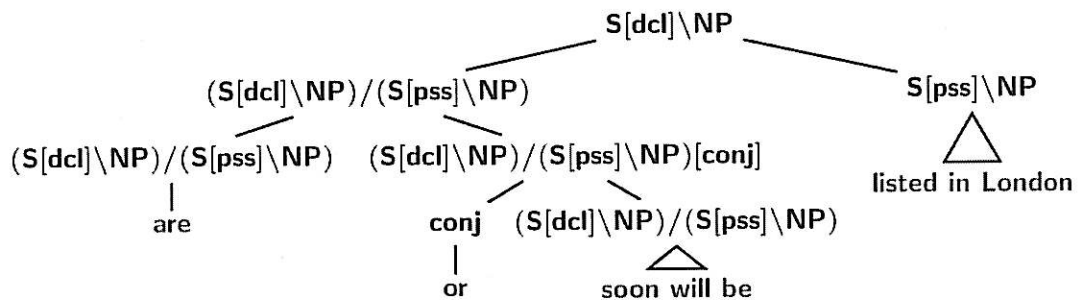 S[dcl]\NP
(S[dcl]\NP)/(S[pss]\NP) S[pss]\NP
(S[dcl]\NP)/(S[pss]\NP) (S[dcl]\NP)/(S[pss]\NP)[conj]
listed in London
are conj (S[dcl]\NP)/(S[pss]\NP)
or soon will be